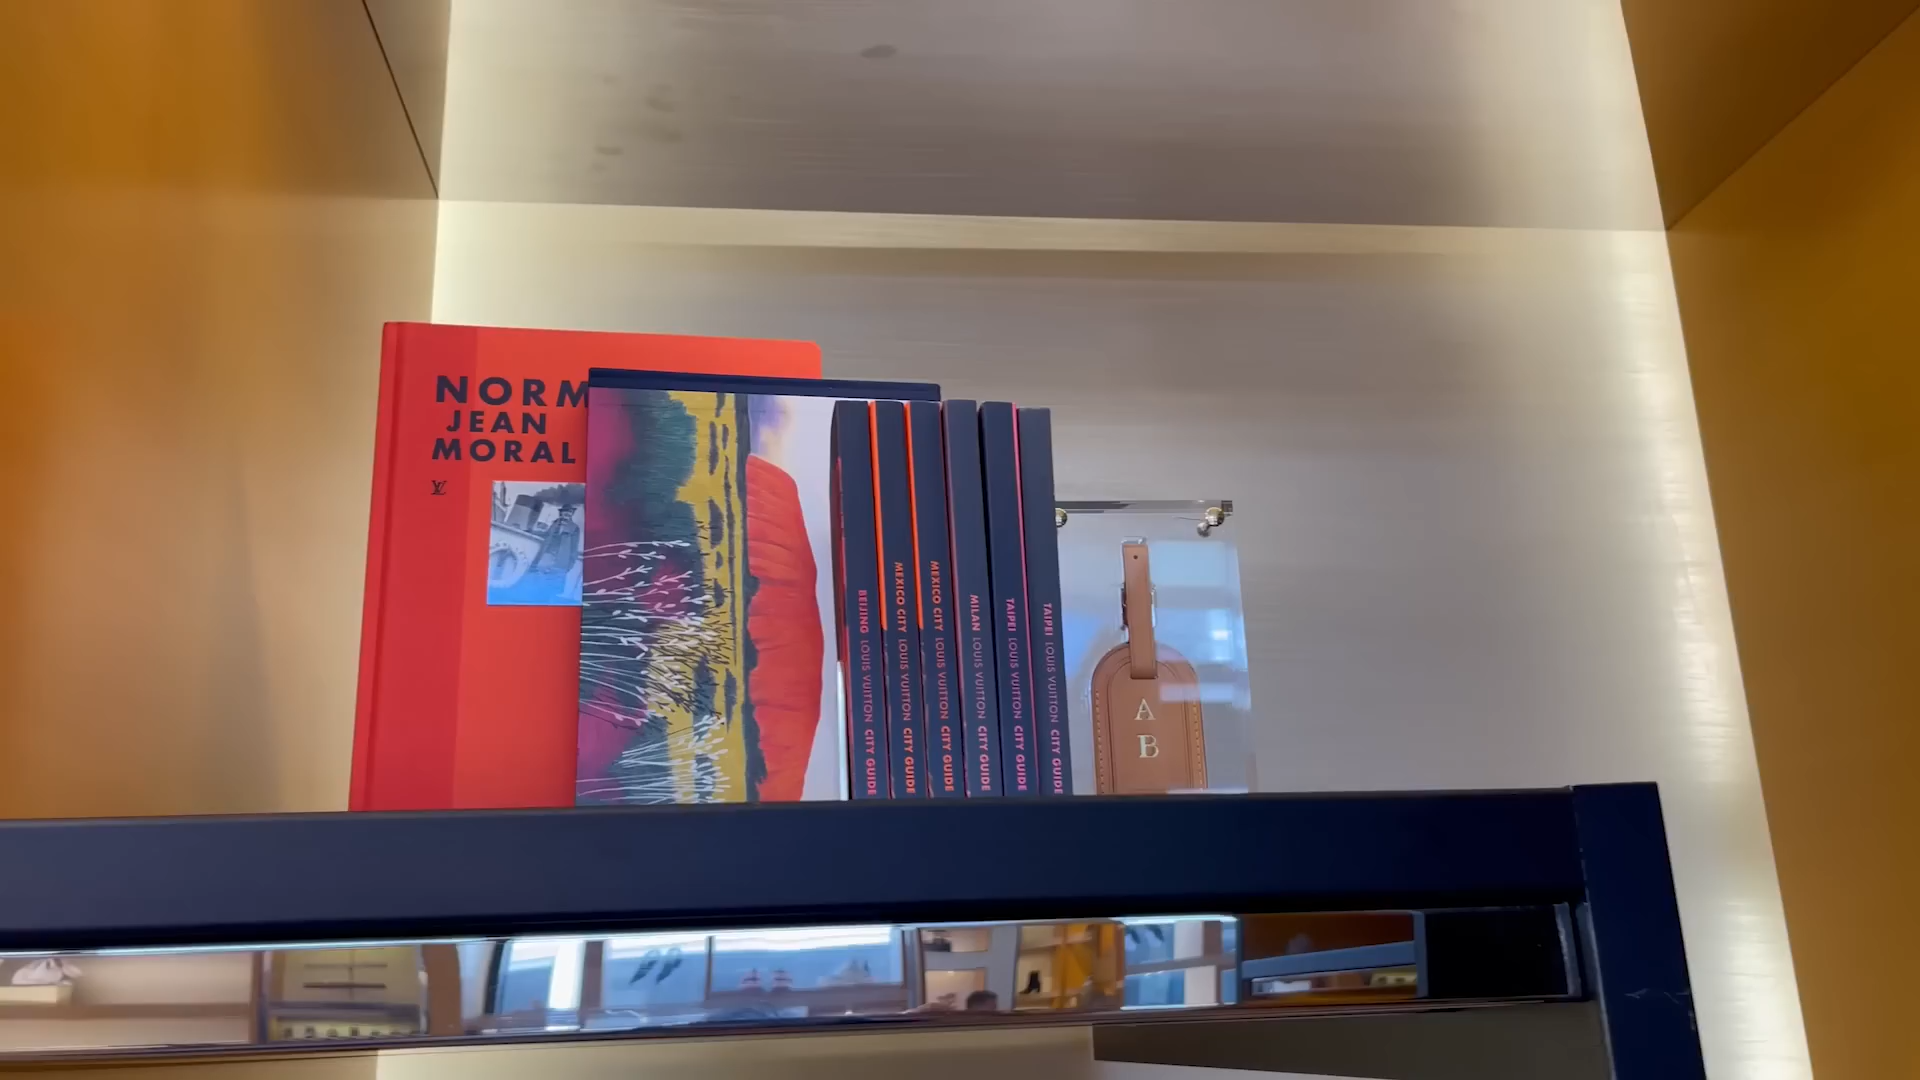 NORM
JEAN
MORAL
LV
BEIJING LOUIS VUITTON CITY GUIDE
MEXICO CITY LOUIS VUITTON CITY GUIDE
MEXICO CITY LOUIS VUITTON CITY GUIDE
MILAN LOUIS VUITTON CITY GUIDE
TAIPEI LOUIS VUITTON CITY GUIDE
TAIPEI LOUIS VUITTON CITY GUIDE
A
B